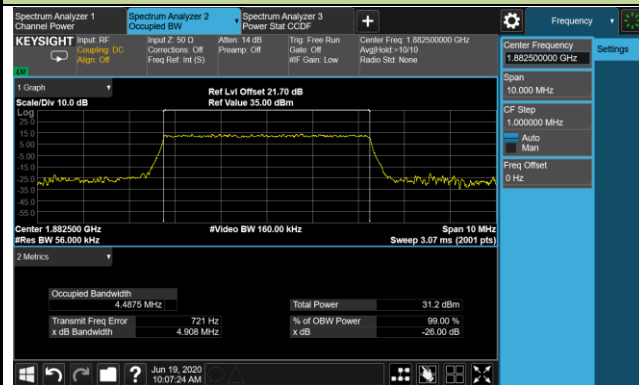 Spectrum Analyzer 1
Channel Power
Spectrum Analyzer 2
Occupied BW
Spectrum Analyzer 3
Power Stat CCDF
Frequency
KEYSIGHT
Input: RF
Coupling: DC
Align: Off
Input Z: 50 Ω
Corrections: Off
Freq Ref: Int (S)
Atten: 14 dB
Preamp: Off
Trig: Free Run
Gate: Off
#IF Gain: Low
Center Freq: 1.882500000 GHz
Avg|Hold:>10/10
Radio Std: None
Center Frequency
1.882500000 GHz
Settings
Span
10.000 MHz
CF Step
1.000000 MHz
Auto
Man
Freq Offset
0 Hz
1 Graph
Scale/Div 10.0 dB
Ref Lvl Offset 21.70 dB
Ref Value 35.00 dBm
Log
25.0
15.0
5.00
-5.00
-15.0
-25.0
-35.0
-45.0
-55.0
Center 1.882500 GHz
#Video BW 160.00 kHz
Span 10 MHz
#Res BW 56.000 kHz
Sweep 3.07 ms (2001 pts)
2 Metrics
Occupied Bandwidth
4.4875 MHz
Total Power
31.2 dBm
Transmit Freq Error
721 Hz
% of OBW Power
99.00 %
x dB Bandwidth
4.908 MHz
x dB
-26.00 dB
?
Jun 19, 2020
10:07:24 AM